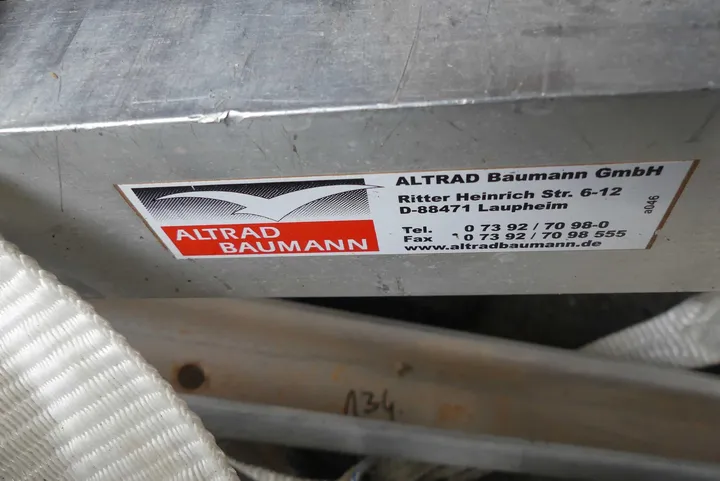 ALTRAD
BAUMANN
ALTRAD Baumann GmbH
Ritter Heinrich Str. 6-12
D-88471 Laupheim
Tel. 0 73 92 / 70 98-0
Fax 0 73 92 / 70 98 555
www.altradbaumann.de
a046
134.